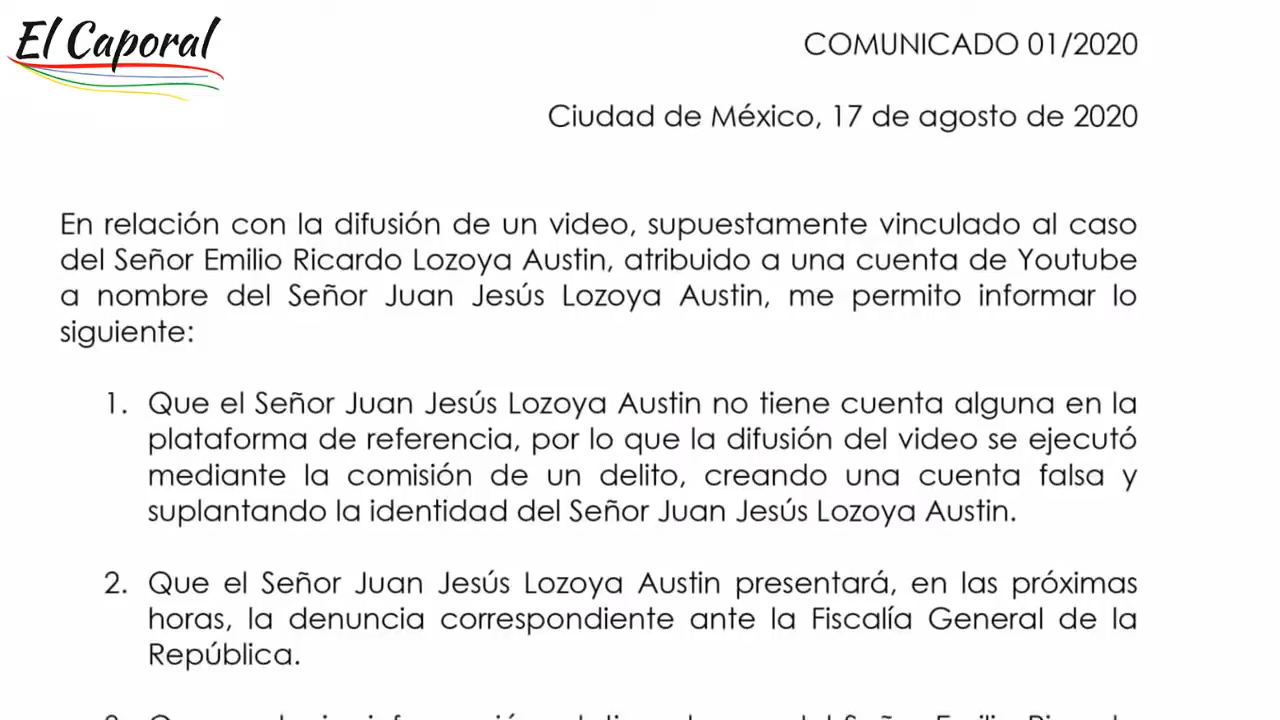 El Caporal
COMUNICADO 01/2020
Ciudad de México, 17 de agosto de 2020
En relación con la difusión de un video, supuestamente vinculado al caso
del Señor Emilio Ricardo Lozoya Austin, atribuido a una cuenta de Youtube
a nombre del Señor Juan Jesús Lozoya Austin, me permito informar lo
siguiente:
1. Que el Señor Juan Jesús Lozoya Austin no tiene cuenta alguna en la
plataforma de referencia, por lo que la difusión del video se ejecutó
mediante la comisión de un delito, creando una cuenta falsa y
suplantando la identidad del Señor Juan Jesús Lozoya Austin.
2. Que el Señor Juan Jesús Lozoya Austin presentará, en las próximas
horas, la denuncia correspondiente ante la Fiscalía General de la
República.